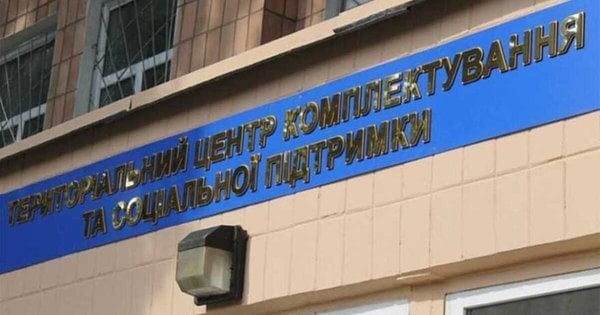 ТЕРИТОРІАЛЬНИЙ ЦЕНТР КОМПЛЕКТУВАННЯ
ТА СОЦІАЛЬНОЇ ПІДТРИМКИ